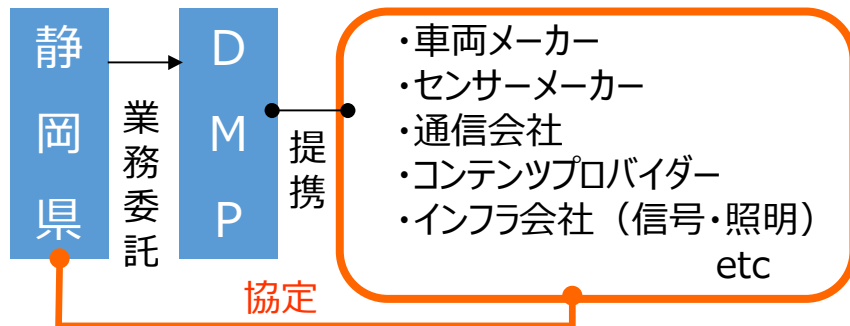 静岡県
業務委託
DMP
提携
・車両メーカー
・センサーメーカー
・通信会社
・コンテンツプロバイダー
・インフラ会社（信号・照明）
etc
協定